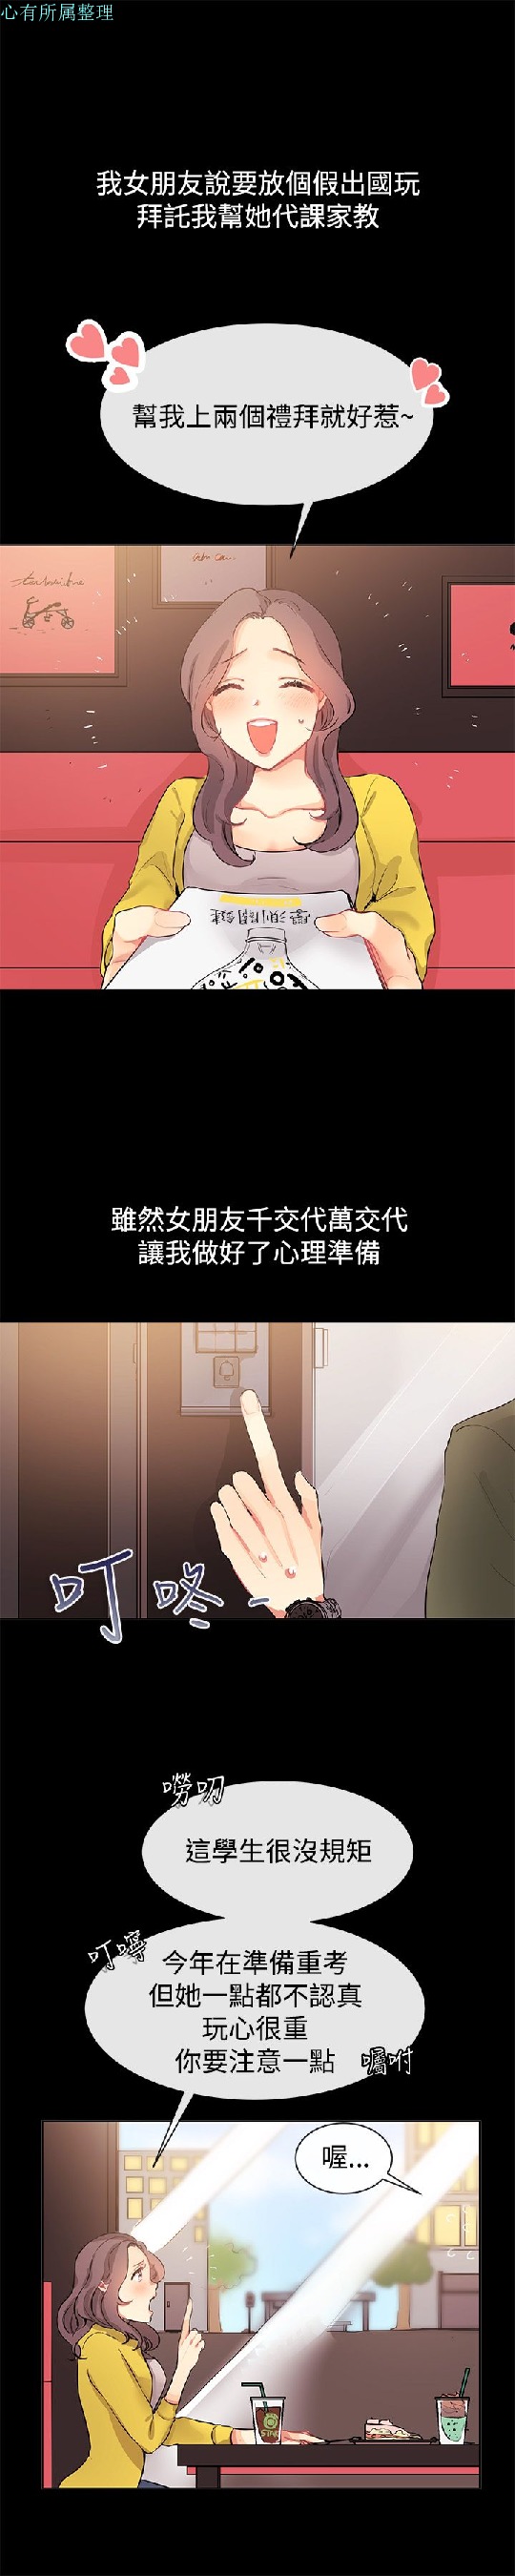 心有所属整理
我女朋友說要放個假出國玩
拜託我幫她代課家教
幫我上兩個禮拜就好惹~
學測關鍵
雖然女朋友千交代萬交代
讓我做好了心理準備
叮咚-
嘮叨
這學生很沒規矩
叮嚀
今年在準備重考
但她一點都不認真
玩心很重
你要注意一點
囑咐
喔...